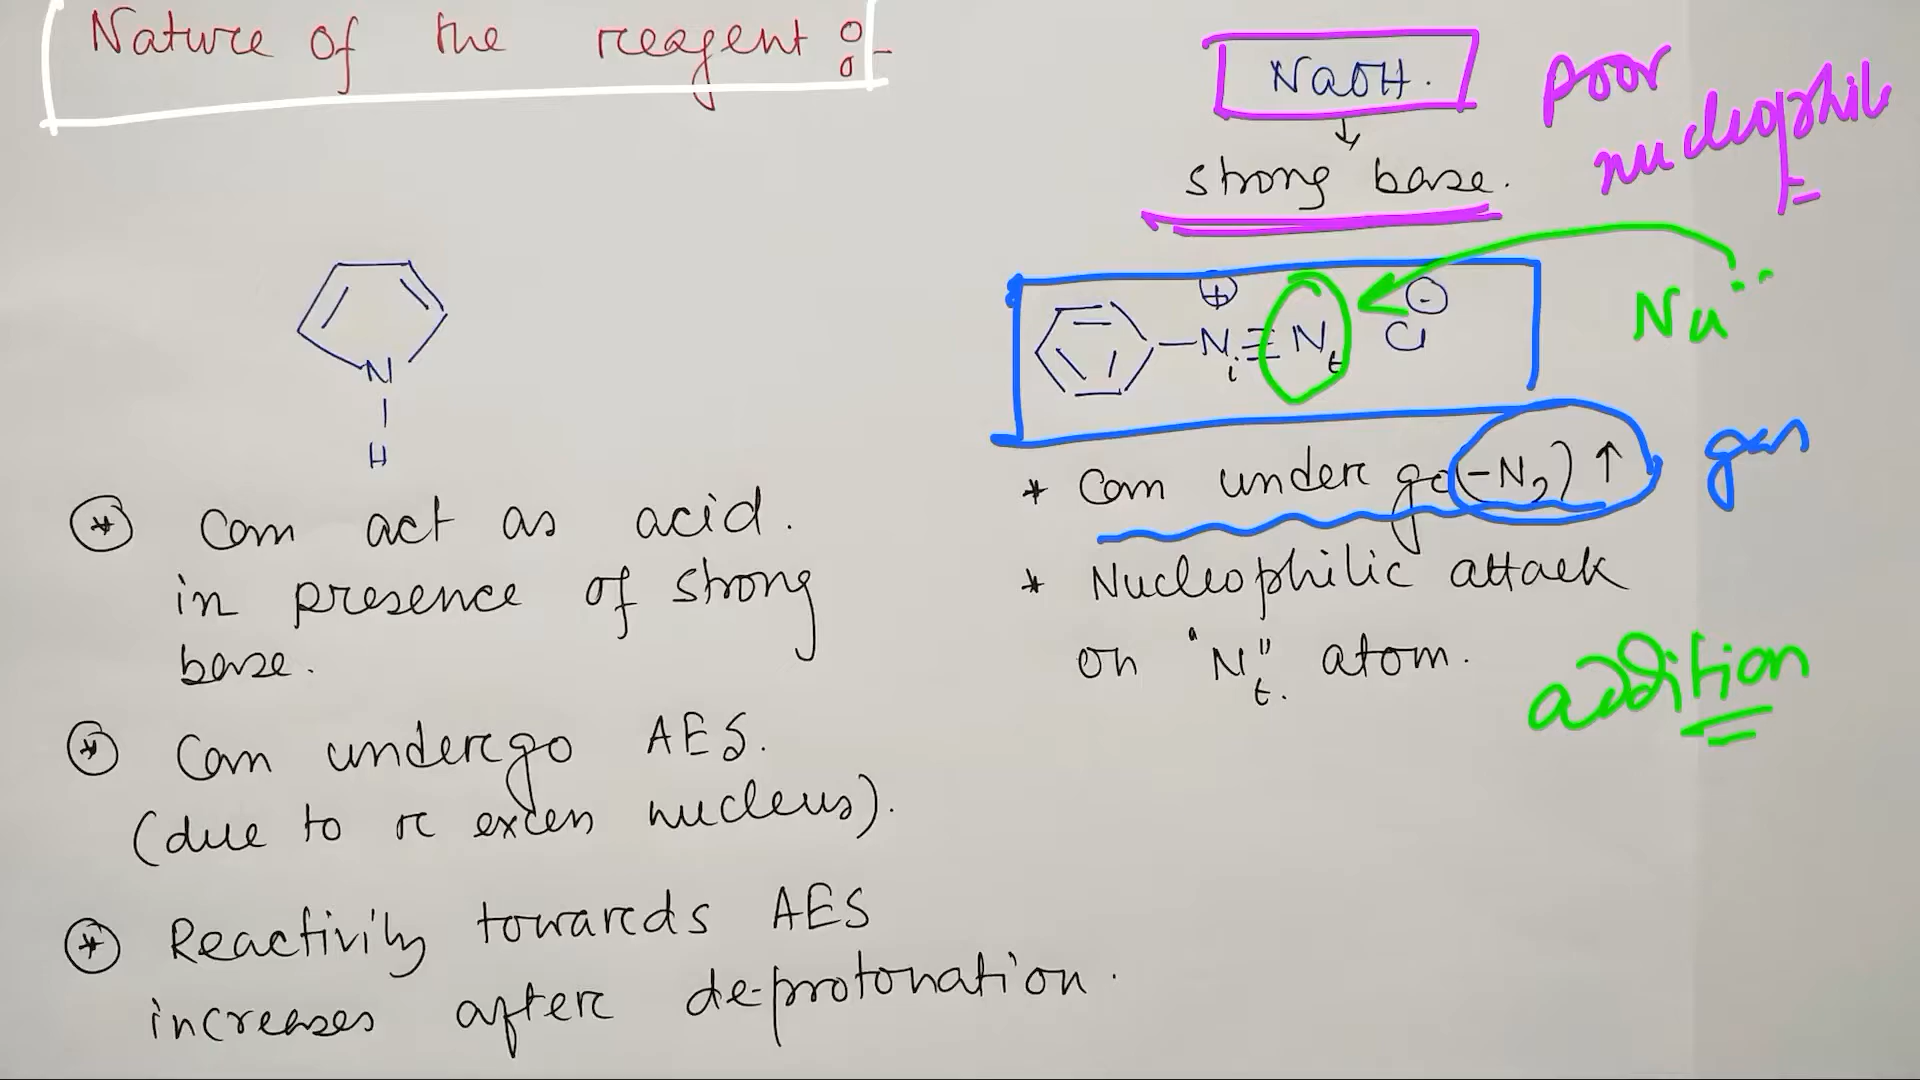 Nature of the reagent :-
N
H
* Can act as acid.
in presence of strong
base.
* Can undergo AES.
(due to π excess nucleus).
* Reactivity towards AES
increases after deprotonation.
NaOH.
↓
strong base.
poor
nucleophile
⊕ ⊖
N≡N Cl
i t
Nu
* Can undergo (-N2) ↑
gas
* Nucleophilic attack
on "Nt" atom.
addition